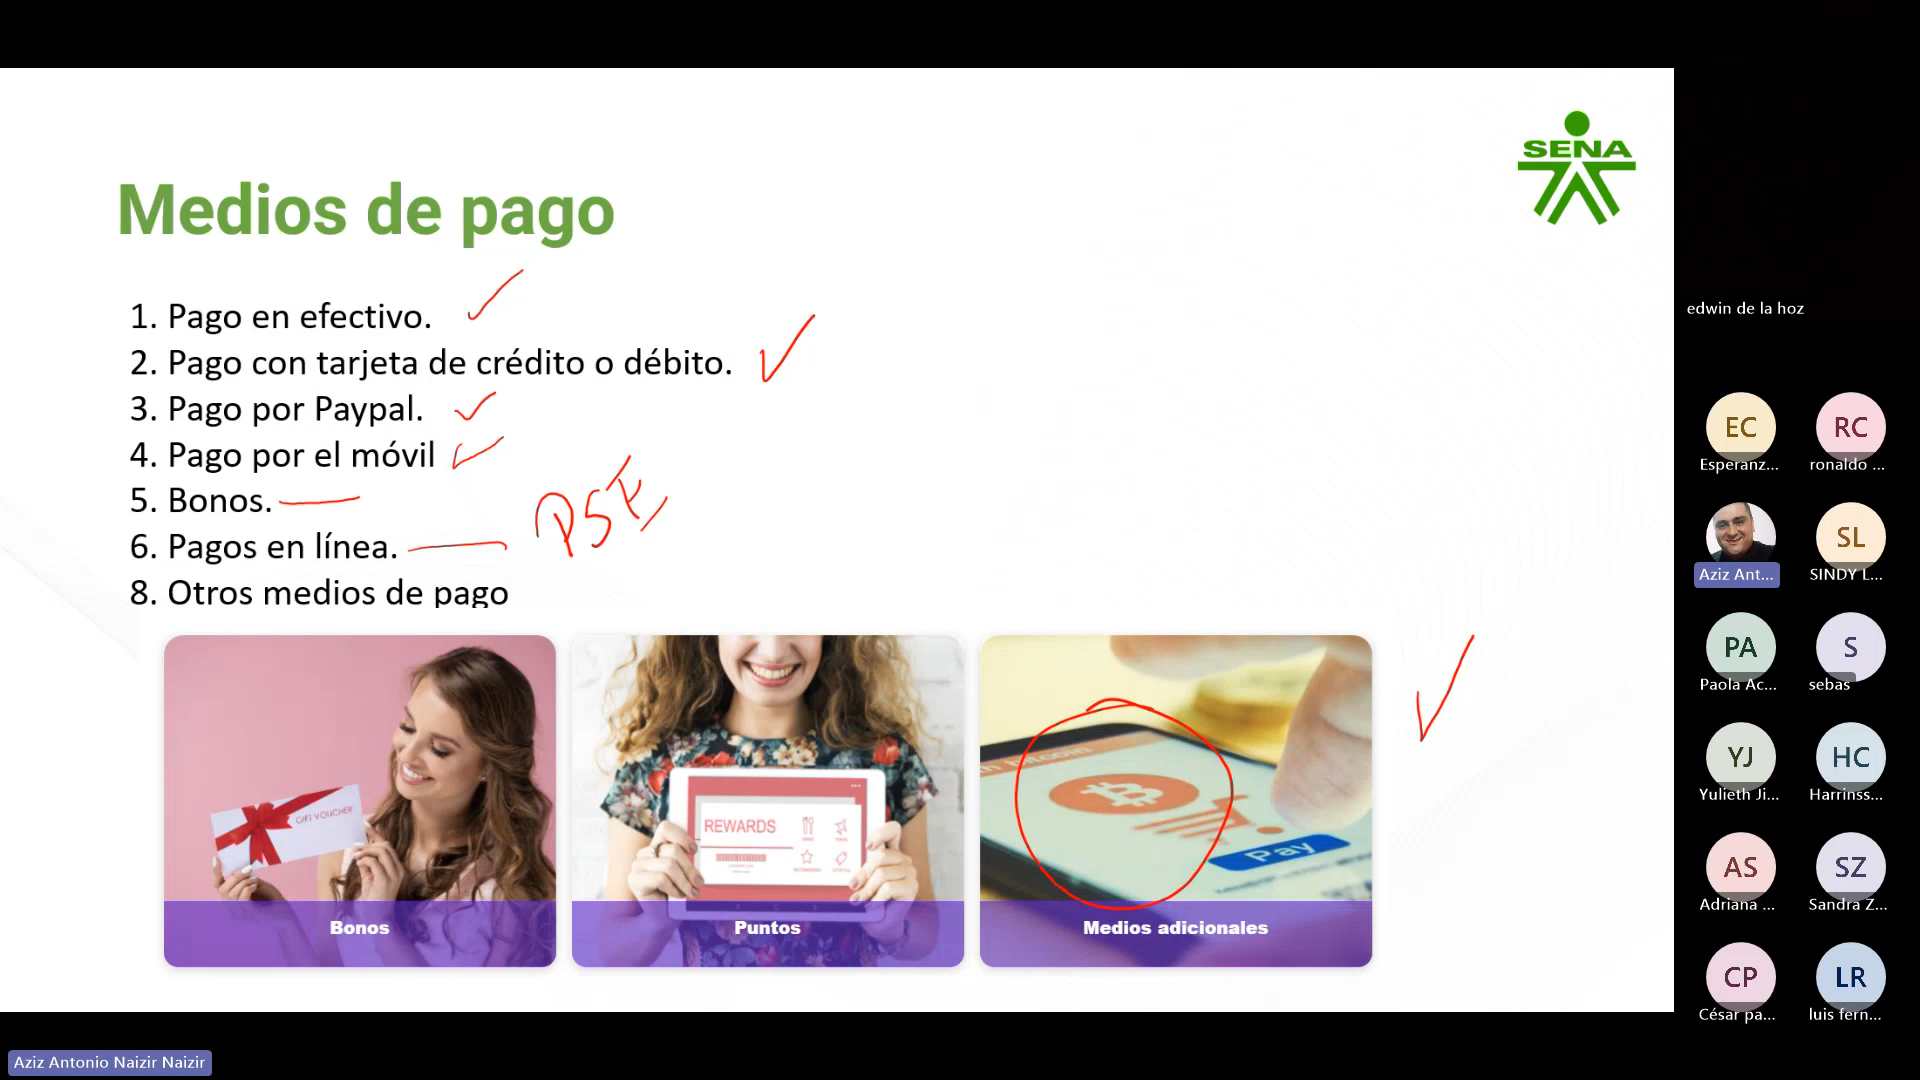 SENA
Medios de pago
1. Pago en efectivo.
2. Pago con tarjeta de crédito o débito.
3. Pago por Paypal.
4. Pago por el móvil
5. Bonos.
PSE
6. Pagos en línea.
8. Otros medios de pago
GIFT VOUCHER
REWARDS
bitcoin
Pay
Bonos
Puntos
Medios adicionales
edwin de la hoz
EC
RC
Esperanz...
ronaldo ...
SL
Aziz Ant...
SINDY L...
PA
S
Paola Ac...
sebas
YJ
HC
Yulieth Ji...
Harrinss...
AS
SZ
Adriana ...
Sandra Z...
CP
LR
César pa...
luis fern...
Aziz Antonio Naizir Naizir